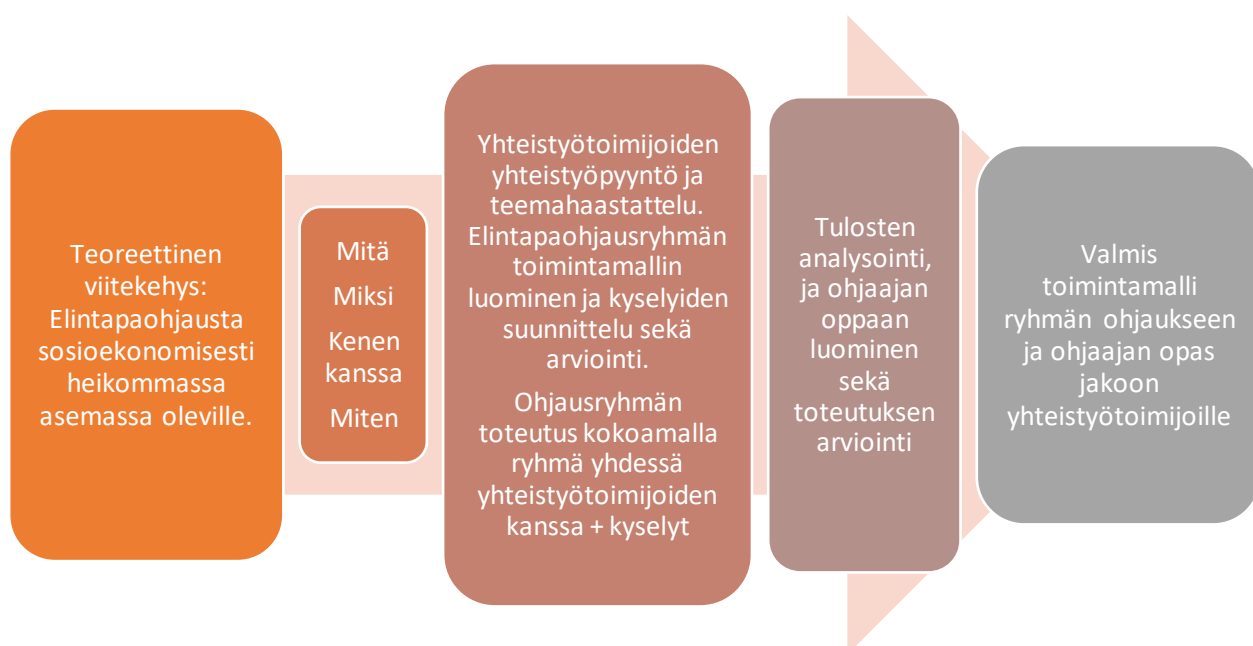 Teoreettinen
viitekehys:
Elintapaohjausta
sosioekonomisesti
heikommassa
asemassa oleville.
Mitä
Miksi
Kenen
kanssa
Miten
Yhteistyötoimijoiden
yhteistyöpyyntö ja
teemahaastattelu.
Elintapaohjausryhmän
toimintamallin
luominen ja kyselyiden
suunnittelu sekä
arviointi.
Ohjausryhmän
toteutus kokoamalla
ryhmä yhdessä
yhteistyötoimijoiden
kanssa + kyselyt
Tulosten
analysointi,
ja ohjaajan
oppaan
luominen
sekä
toteutuksen
arviointi
Valmis
toimintamalli
ryhmän ohjaukseen
ja ohjaajan opas
jakoon
yhteistyötoimijoille